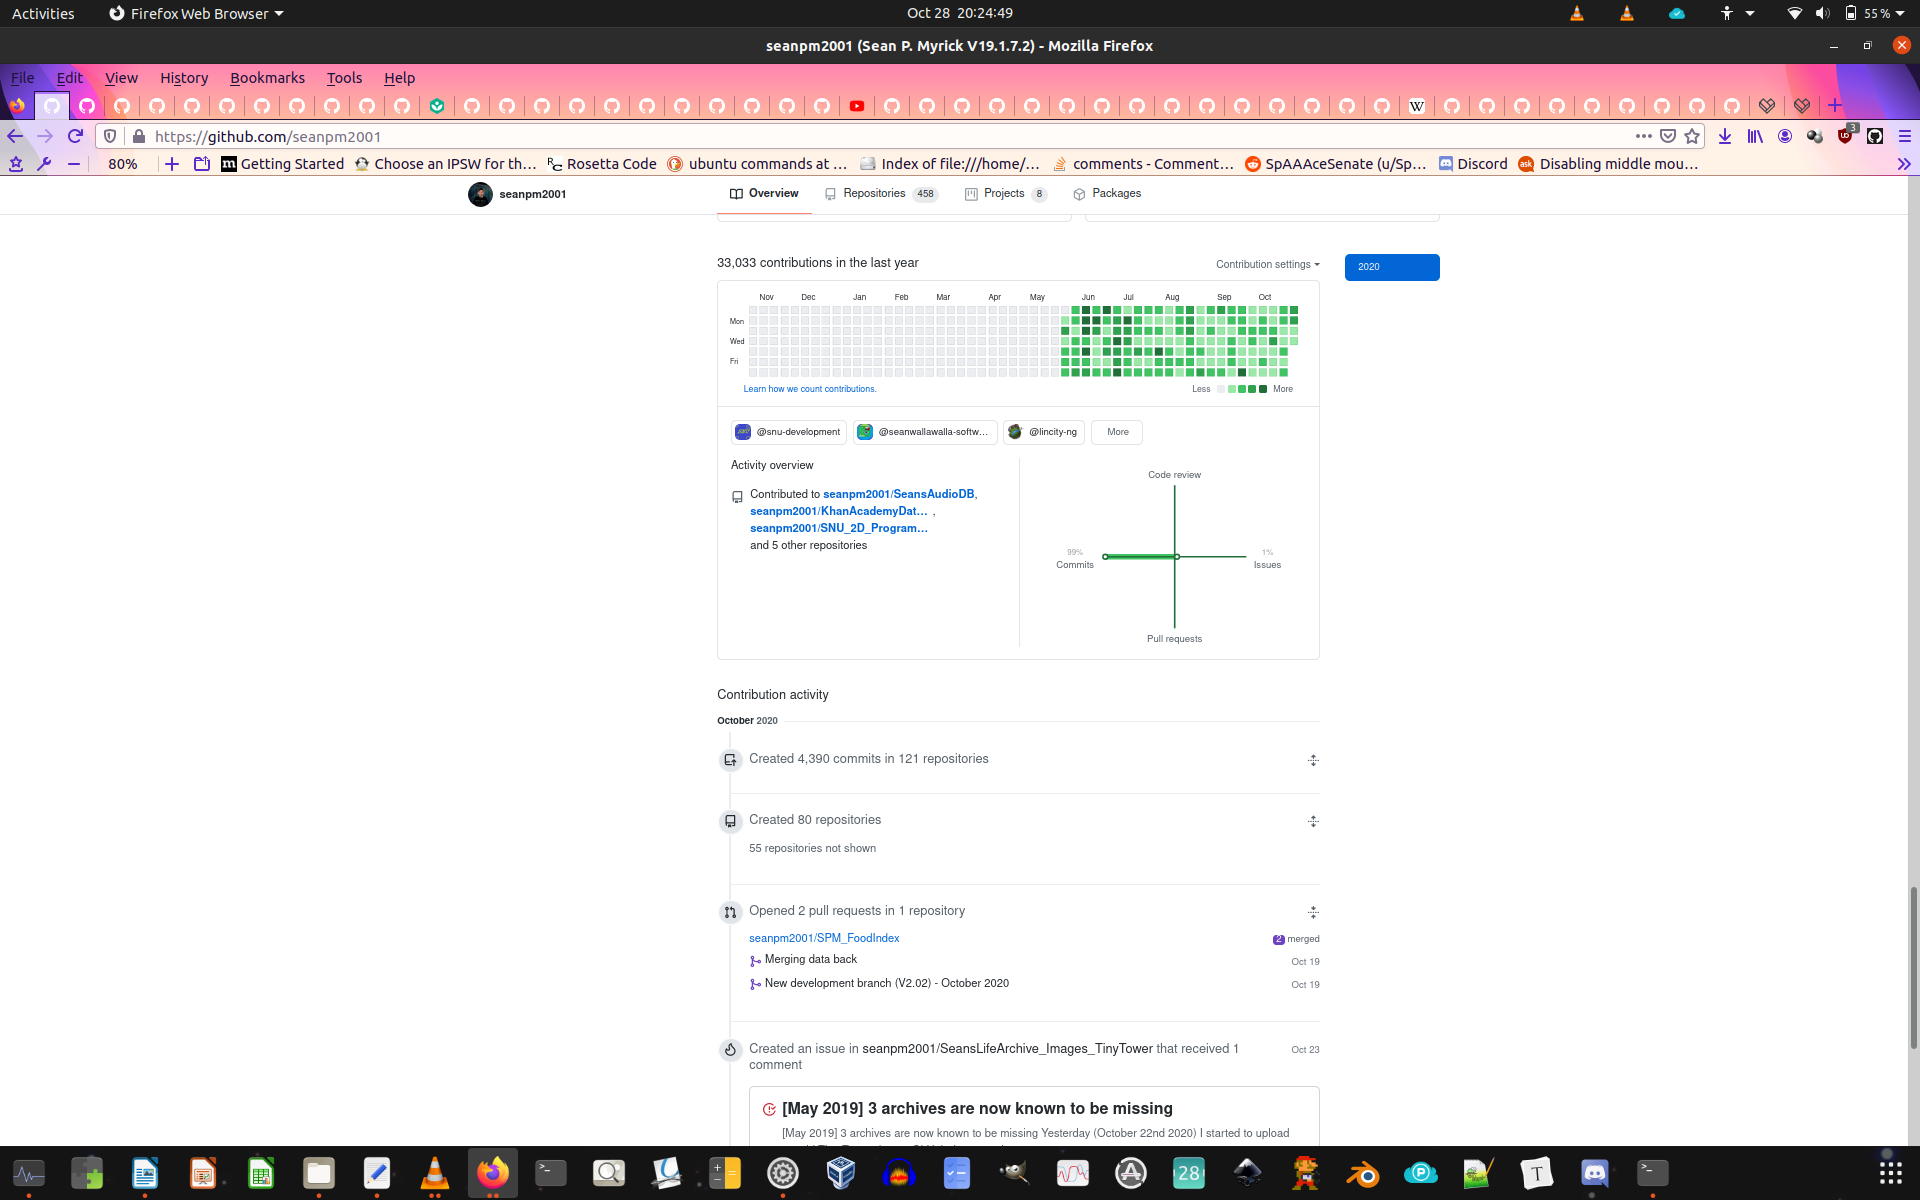 Activities
Firefox Web Browser
Oct 28 20:24:49
55 %
seanpm2001 (Sean P. Myrick V19.1.7.2) - Mozilla Firefox
File Edit View History Bookmarks Tools Help
https://github.com/seanpm2001
3
80%
Getting Started
Choose an IPSW for th…
Rosetta Code
ubuntu commands at …
Index of file:///home/…
comments - Comment…
SpAAAceSenate (u/Sp…
Discord
Disabling middle mou…
seanpm2001
Overview
Repositories 458
Projects 8
Packages
33,033 contributions in the last year
Contribution settings
2020
Nov Dec Jan Feb Mar Apr May Jun Jul Aug Sep Oct
Mon
Wed
Fri
Learn how we count contributions.
Less More
@snu-development
@seanwallawalla-softw…
@lincity-ng
More
Activity overview
Contributed to seanpm2001/SeansAudioDB,
seanpm2001/KhanAcademyDat… ,
seanpm2001/SNU_2D_Program…
and 5 other repositories
Code review
99%
Commits
1%
Issues
Pull requests
Contribution activity
October 2020
Created 4,390 commits in 121 repositories
Created 80 repositories
55 repositories not shown
Opened 2 pull requests in 1 repository
seanpm2001/SPM_FoodIndex
2 merged
Merging data back
Oct 19
New development branch (V2.02) - October 2020
Oct 19
Created an issue in seanpm2001/SeansLifeArchive_Images_TinyTower that received 1
comment
Oct 23
[May 2019] 3 archives are now known to be missing
[May 2019] 3 archives are now known to be missing Yesterday (October 22nd 2020) I started to upload
28